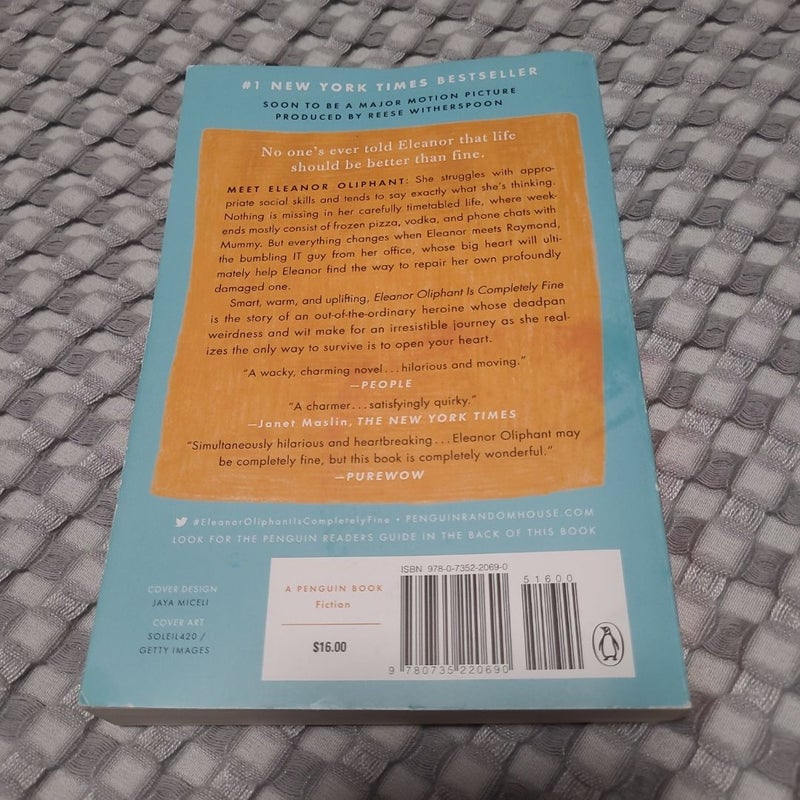 #1 NEW YORK TIMES BESTSELLER
SOON TO BE A MAJOR MOTION PICTURE
PRODUCED BY REESE WITHERSPOON
No one's ever told Eleanor that life
should be better than fine.
MEET ELEANOR OLIPHANT: She struggles with appro-
priate social skills and tends to say exactly what she's thinking.
Nothing is missing in her carefully timetabled life, where week-
ends mostly consist of frozen pizza, vodka, and phone chats with
Mummy. But everything changes when Eleanor meets Raymond,
the bumbling IT guy from her office, whose big heart will ulti-
mately help Eleanor find the way to repair her own profoundly
damaged one.
Smart, warm, and uplifting, Eleanor Oliphant Is Completely Fine
is the story of an out-of-the-ordinary heroine whose deadpan
weirdness and wit make for an irresistible journey as she real-
izes the only way to survive is to open your heart.
"A wacky, charming novel...hilarious and moving."
—PEOPLE
"A charmer...satisfyingly quirky."
—Janet Maslin, THE NEW YORK TIMES
"Simultaneously hilarious and heartbreaking...Eleanor Oliphant may
be completely fine, but this book is completely wonderful."
—PUREWOW
#EleanorOliphantIsCompletelyFine • PENGUINRANDOMHOUSE.COM
LOOK FOR THE PENGUIN READERS GUIDE IN THE BACK OF THIS BOOK
COVER DESIGN
JAYA MICELI
COVER ART
SOLEIL420 /
GETTY IMAGES
A PENGUIN BOOK
Fiction
$16.00
ISBN 978-0-7352-2069-0
51600
9 780735 220690